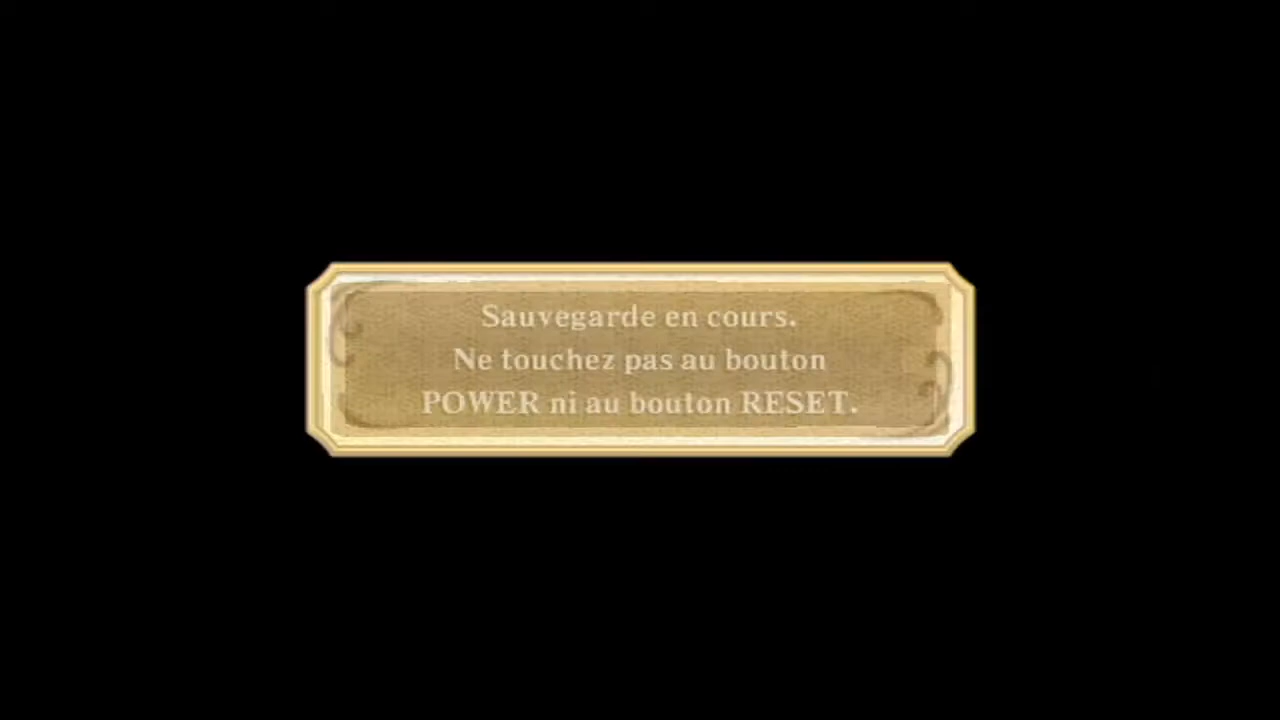 Sauvegarde en cours.
Ne touchez pas au bouton
POWER ni au bouton RESET.